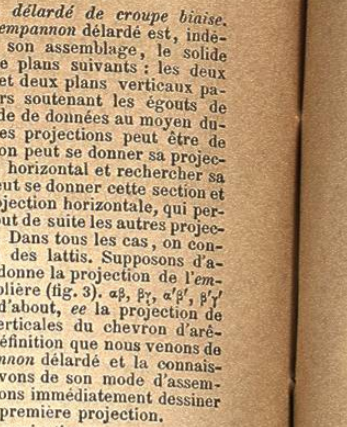 délardé de croupe biaise.
empannon délardé est, indé-
son assemblage, le solide
e plans suivants : les deux
et deux plans verticaux pa-
rs soutenant les égouts de
de de données au moyen du-
es projections peut être de
on peut se donner sa projec-
horizontal et rechercher sa
eut se donner cette section et
jection horizontale, qui per-
out de suite les autres projec-
Dans tous les cas, on con-
des lattis. Supposons d'a-
donne la projection de l'em-
olière (fig. 3). αβ, βγ, α'β', β'γ'
d'about, ee la projection de
erticales du chevron d'arê-
éfinition que nous venons de
nnon délardé et la connais-
vons de son mode d'assem-
ons immédiatement dessiner
première projection.